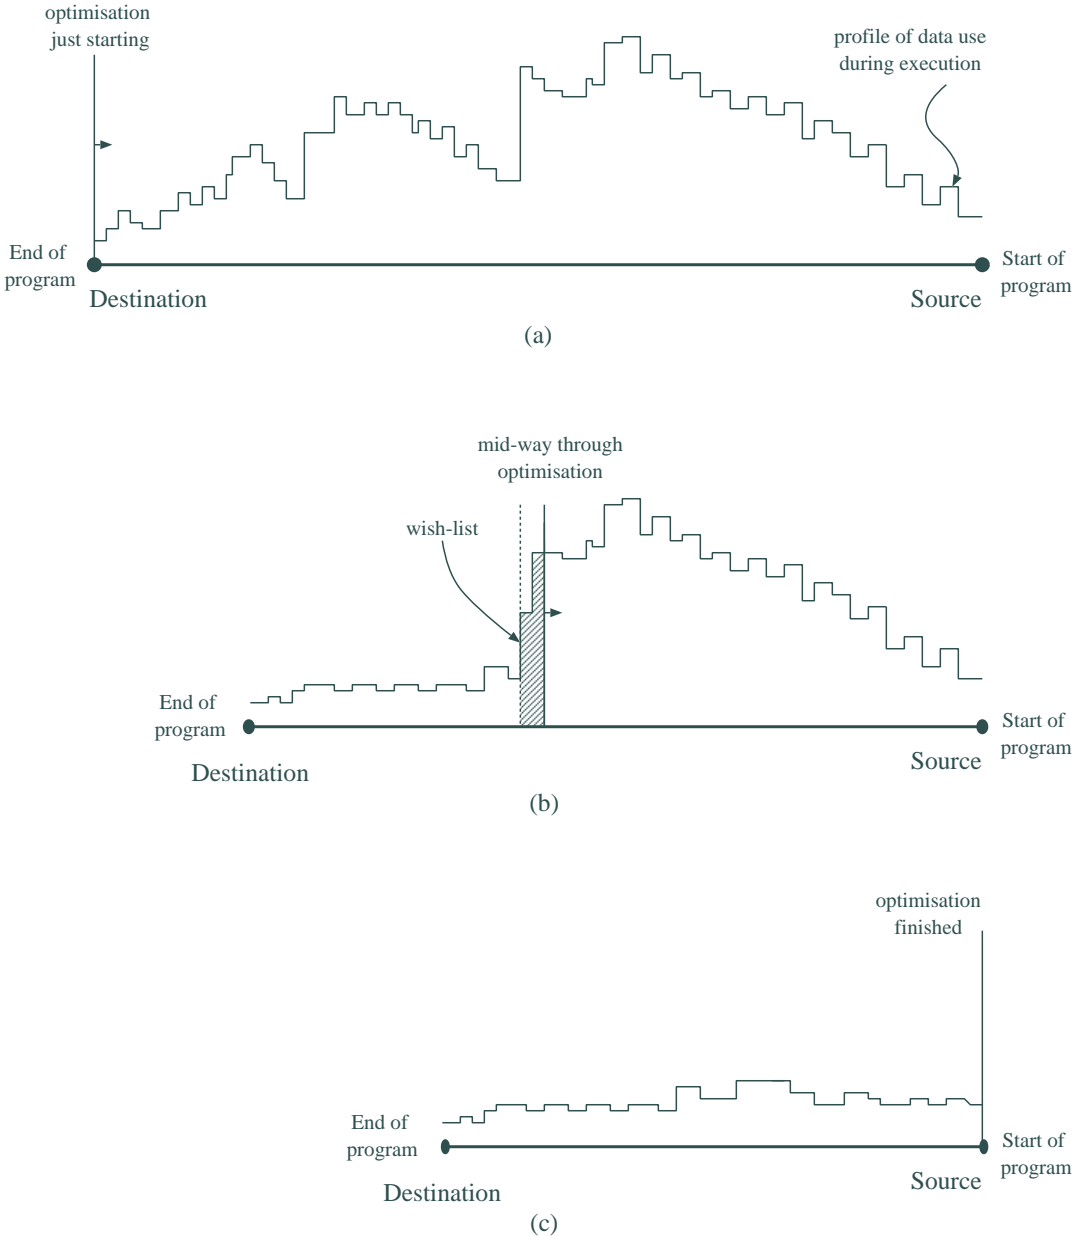 optimisation
just starting
profile of data use
during execution
End of
program
Start of
program
Destination
Source
(a)
mid-way through
optimisation
wish-list
End of
program
Start of
program
Destination
Source
(b)
optimisation
finished
End of
program
Start of
program
Destination
Source
(c)